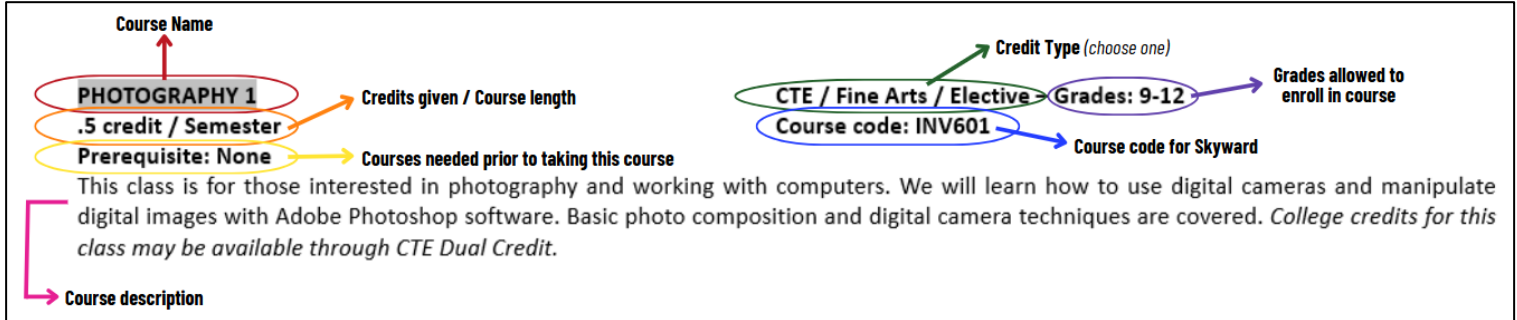 Course Name
Credit Type (choose one)
Grades allowed to
enroll in course
PHOTOGRAPHY 1
Credits given / Course length
CTE / Fine Arts / Elective – Grades: 9-12
.5 credit / Semester
Course code: INV601
Course code for Skyward
Prerequisite: None
Courses needed prior to taking this course
This class is for those interested in photography and working with computers. We will learn how to use digital cameras and manipulate
digital images with Adobe Photoshop software. Basic photo composition and digital camera techniques are covered. College credits for this
class may be available through CTE Dual Credit.
Course description